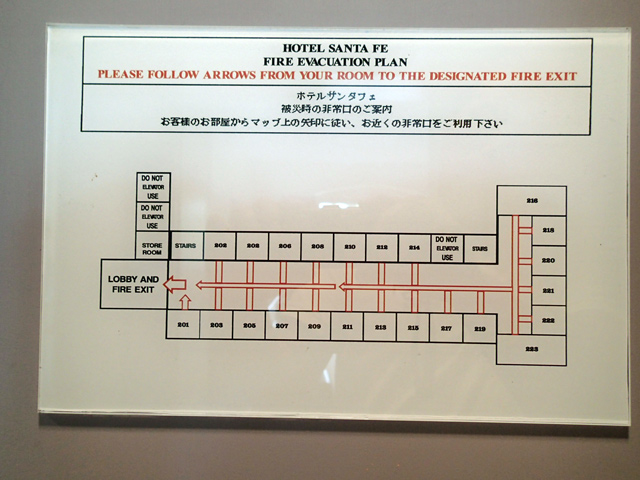 HOTEL SANTA FE
FIRE EVACUATION PLAN
PLEASE FOLLOW ARROWS FROM YOUR ROOM TO THE DESIGNATED FIRE EXIT
ホテルサンタフェ
被災時の非常口のご案内
お客様のお部屋からマップ上の矢印に従い、お近くの非常口をご利用下さい
DO NOT
ELEVATOR
USE
DO NOT
ELEVATOR
USE
STORE
ROOM
STAIRS
202
206
208
210
212
214
DO NOT
ELEVATOR
USE
STAIRS
216
218
220
221
222
223
LOBBY AND
FIRE EXIT
201
203
205
207
209
211
213
215
217
219